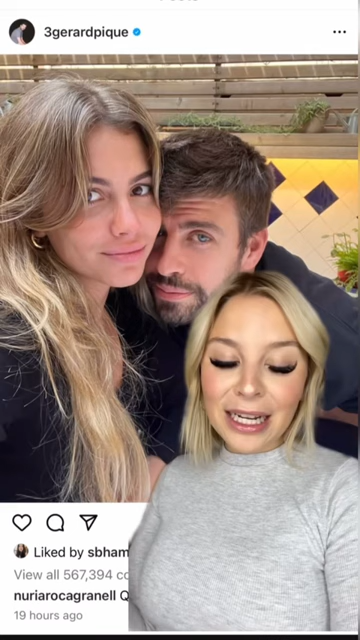 3gerardpique
Liked by sbham
View all 567,394 co
nuriarocagranell Q
19 hours ago